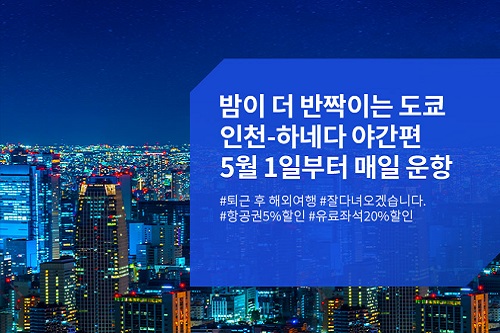 밤이 더 반짝이는 도쿄
인천-하네다 야간편
5월 1일부터 매일 운항
#퇴근 후 해외여행 #잘다녀오겠습니다.
#항공권5%할인 #유료좌석20%할인